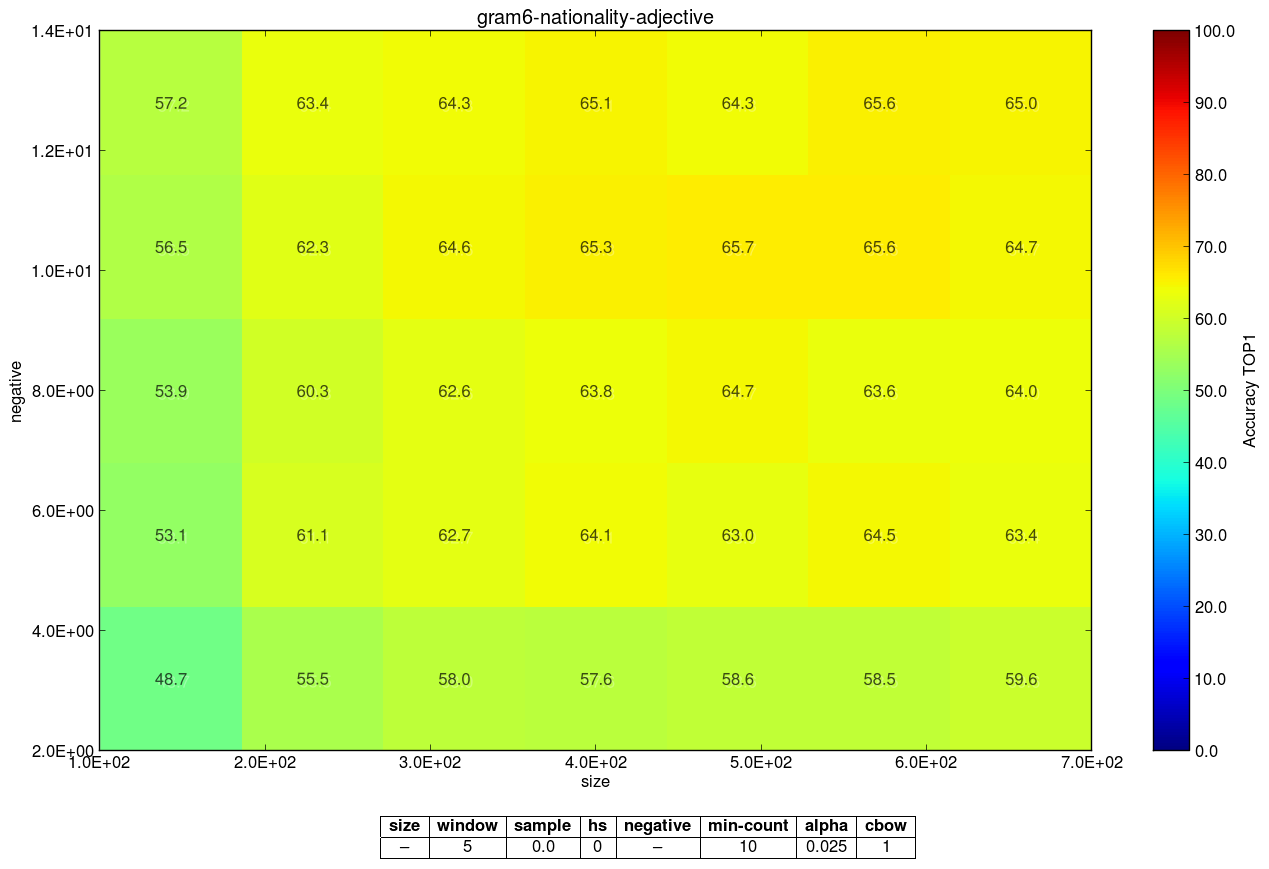 gram6-nationality-adjective
1.4E+01
57.2 63.4 64.3 65.1 64.3 65.6 65.0
1.2E+01
56.5 62.3 64.6 65.3 65.7 65.6 64.7
1.0E+01
negative
8.0E+00
53.9 60.3 62.6 63.8 64.7 63.6 64.0
6.0E+00
53.1 61.1 62.7 64.1 63.0 64.5 63.4
4.0E+00
48.7 55.5 58.0 57.6 58.6 58.5 59.6
2.0E+00
1.0E+02 2.0E+02 3.0E+02 4.0E+02 5.0E+02 6.0E+02 7.0E+02
size
100.0
90.0
80.0
70.0
60.0
50.0
40.0
30.0
20.0
10.0
0.0
Accuracy TOP1
size window sample hs negative min-count alpha cbow
– 5 0.0 0 – 10 0.025 1